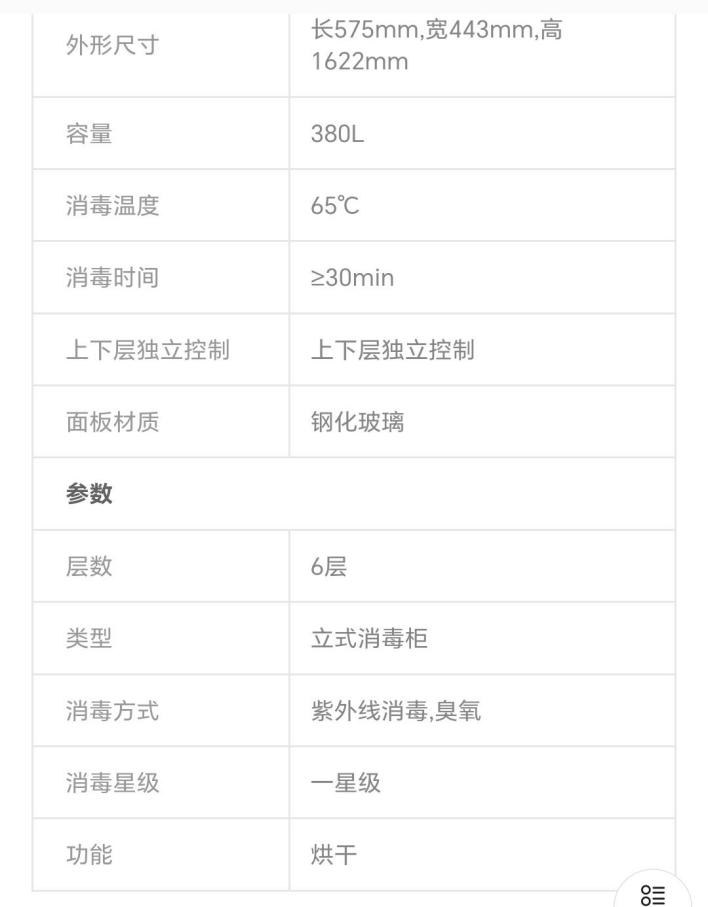 外形尺寸
长575mm,宽443mm,高
1622mm
容量
380L
消毒温度
65℃
消毒时间
≥30min
上下层独立控制
上下层独立控制
面板材质
钢化玻璃
参数
层数
6层
类型
立式消毒柜
消毒方式
紫外线消毒,臭氧
消毒星级
一星级
功能
烘干